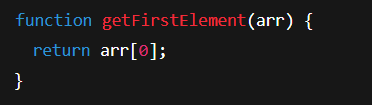 function getFirstElement(arr) {
  return arr[0];
}